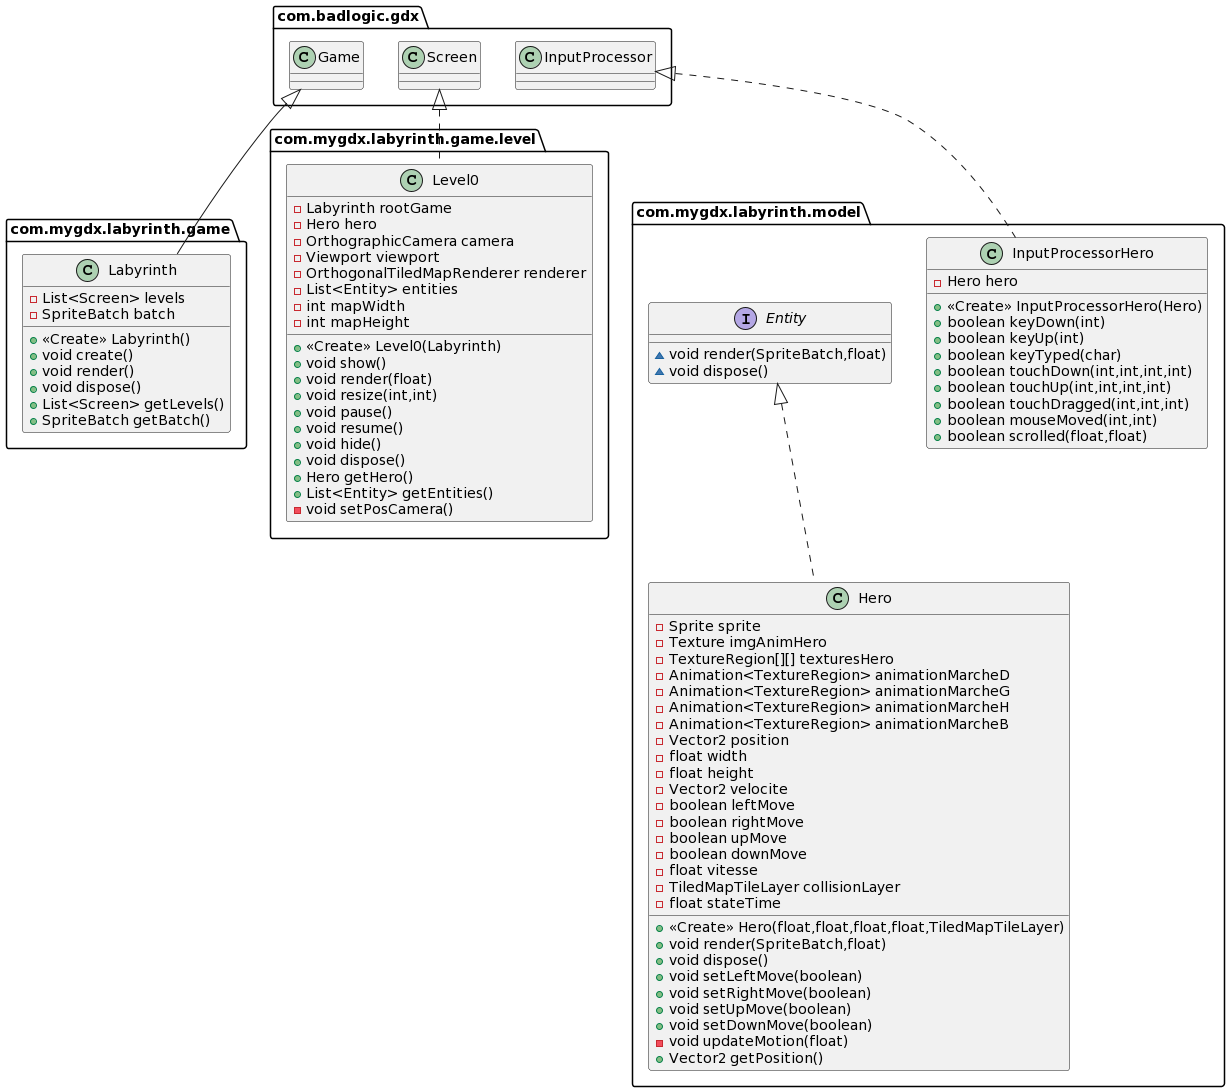 com.badlogic.gdx
C Game
C Screen
C InputProcessor
com.mygdx.labyrinth.game.level
C Level0
Labyrinth rootGame
Hero hero
OrthographicCamera camera
Viewport viewport
OrthogonalTiledMapRenderer renderer
List<Entity> entities
int mapWidth
int mapHeight
«Create» Level0(Labyrinth)
void show()
void render(float)
void resize(int,int)
void pause()
void resume()
void hide()
void dispose()
Hero getHero()
List<Entity> getEntities()
void setPosCamera()
com.mygdx.labyrinth.game
C Labyrinth
List<Screen> levels
SpriteBatch batch
«Create» Labyrinth()
void create()
void render()
void dispose()
List<Screen> getLevels()
SpriteBatch getBatch()
com.mygdx.labyrinth.model
C InputProcessorHero
Hero hero
«Create» InputProcessorHero(Hero)
boolean keyDown(int)
boolean keyUp(int)
boolean keyTyped(char)
boolean touchDown(int,int,int,int)
boolean touchUp(int,int,int,int)
boolean touchDragged(int,int,int)
boolean mouseMoved(int,int)
boolean scrolled(float,float)
I Entity
void render(SpriteBatch,float)
void dispose()
C Hero
Sprite sprite
Texture imgAnimHero
TextureRegion[][] texturesHero
Animation<TextureRegion> animationMarcheD
Animation<TextureRegion> animationMarcheG
Animation<TextureRegion> animationMarcheH
Animation<TextureRegion> animationMarcheB
Vector2 position
float width
float height
Vector2 velocite
boolean leftMove
boolean rightMove
boolean upMove
boolean downMove
float vitesse
TiledMapTileLayer collisionLayer
float stateTime
«Create» Hero(float,float,float,float,TiledMapTileLayer)
void render(SpriteBatch,float)
void dispose()
void setLeftMove(boolean)
void setRightMove(boolean)
void setUpMove(boolean)
void setDownMove(boolean)
void updateMotion(float)
Vector2 getPosition()